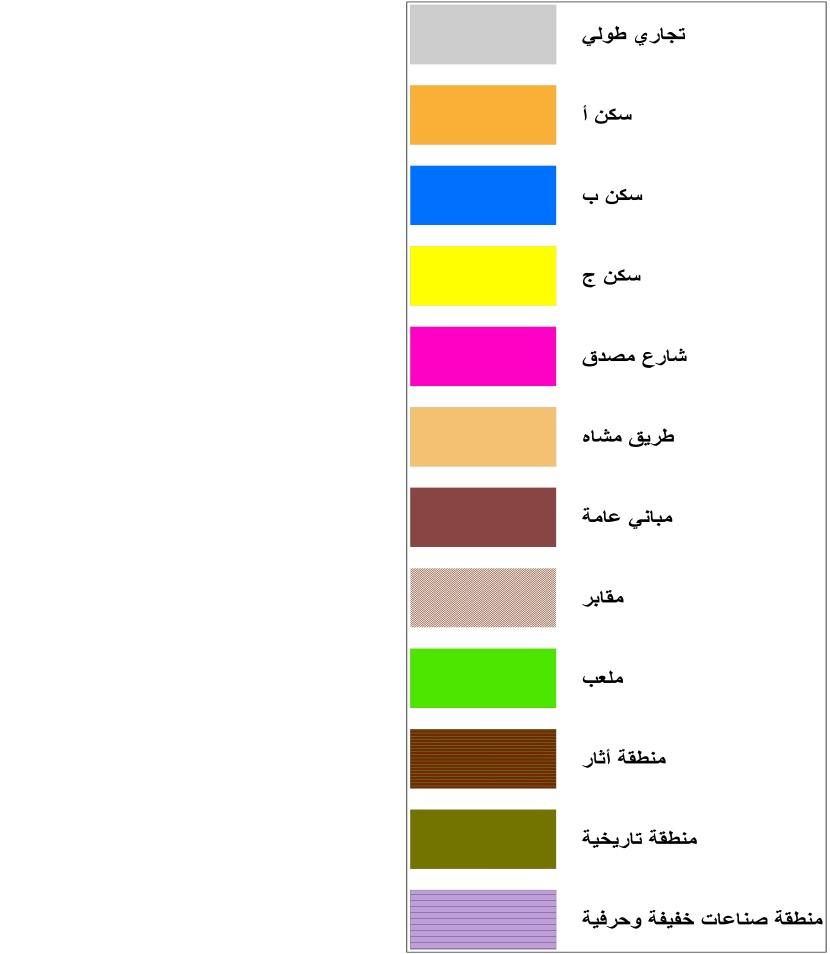 تجاري طولي
سكن أ
سكن ب
سكن ج
شارع مصدق
طريق مشاه
مباني عامة
مقابر
ملعب
منطقة أثار
منطقة تاريخية
منطقة صناعات خفيفة وحرفية